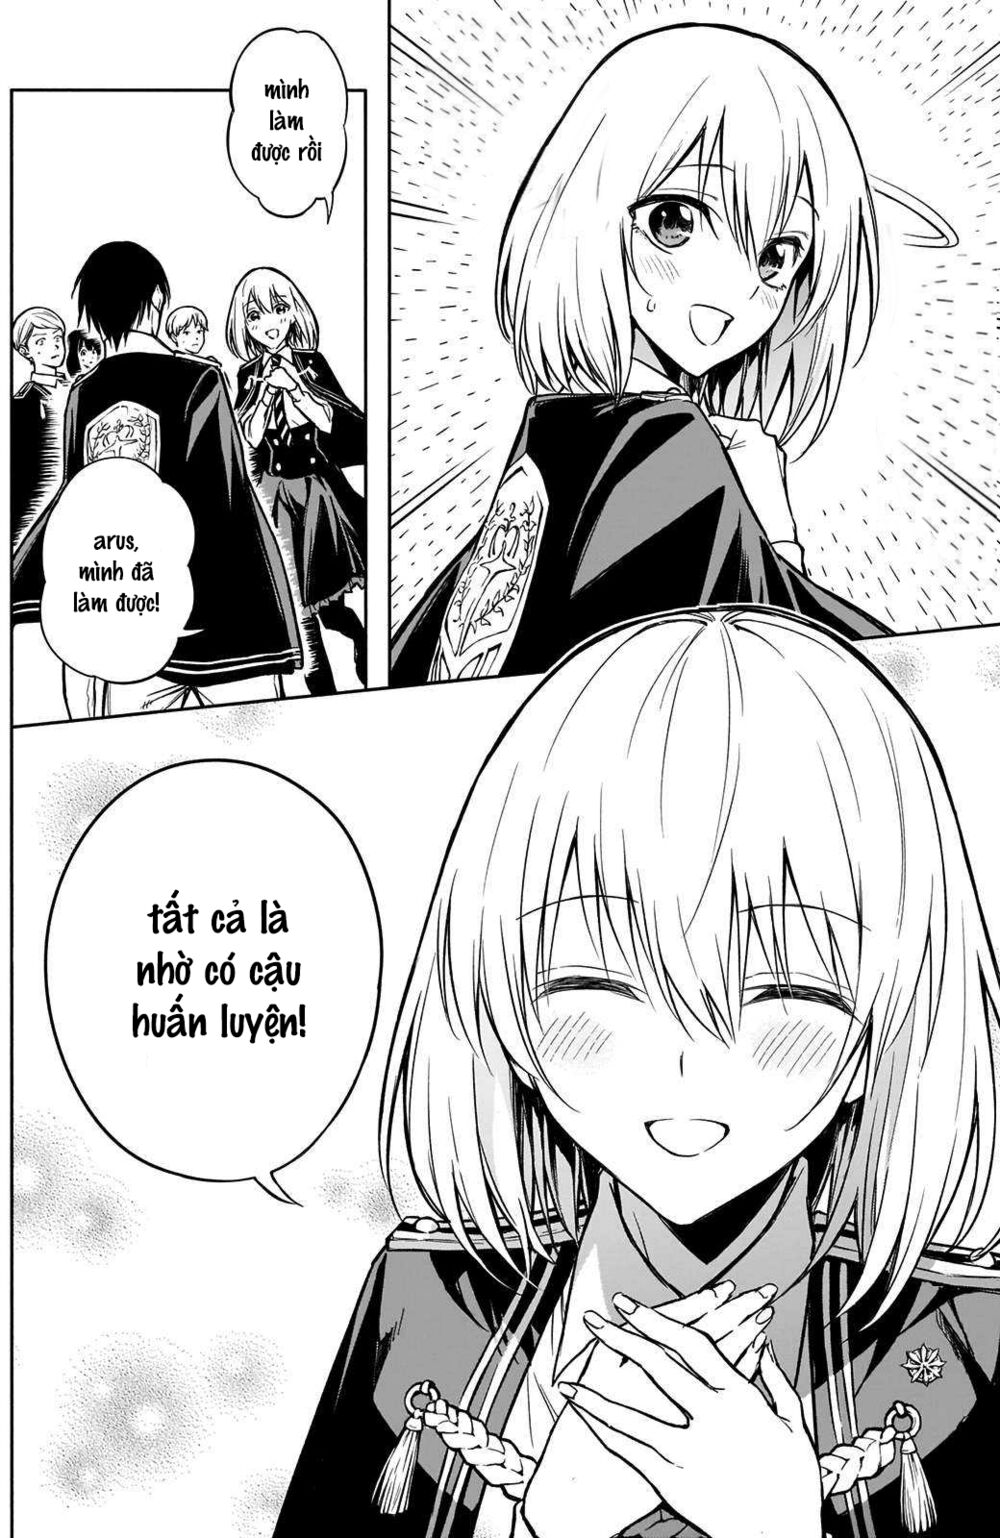 mình
làm
được rồi
arus,
mình đã
làm được!
tất cả là
nhờ có cậu
huấn luyện!